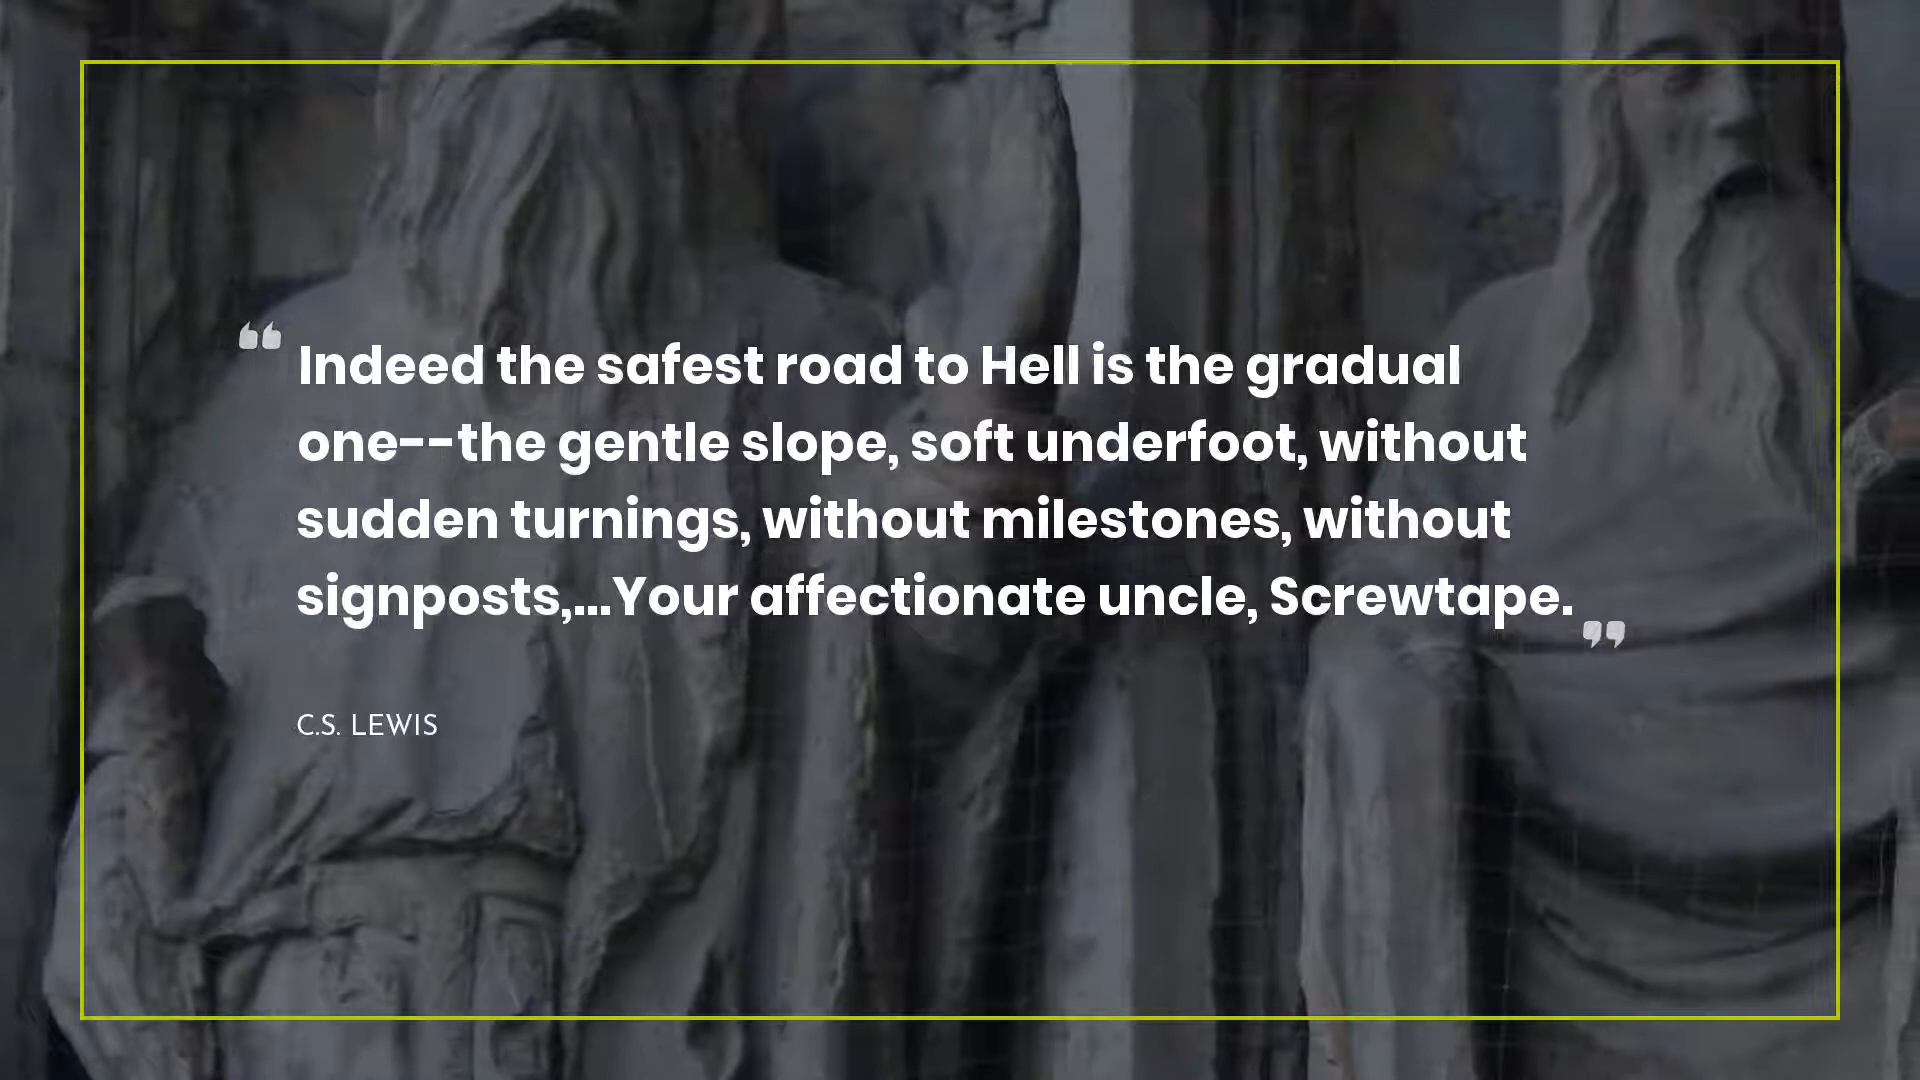 “Indeed the safest road to Hell is the gradual
one--the gentle slope, soft underfoot, without
sudden turnings, without milestones, without
signposts,...Your affectionate uncle, Screwtape.”
C.S. LEWIS